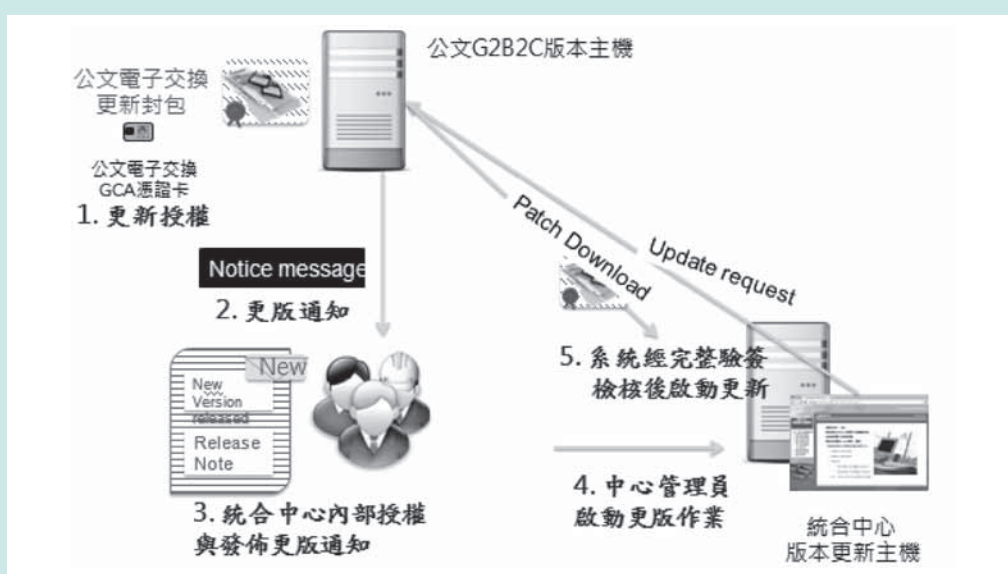 公文G2B2C版本主機
公文電子交換
更新封包
公文電子交換
GCA憑證卡
1. 更新授權
Notice message
2. 更版通知
New
New
Version
released
Release
Note
3. 統合中心內部授權
與發佈更版通知
Patch Download
Update request
5. 系統經完整驗簽
檢核後啟動更新
4. 中心管理員
啟動更版作業
統合中心
版本更新主機